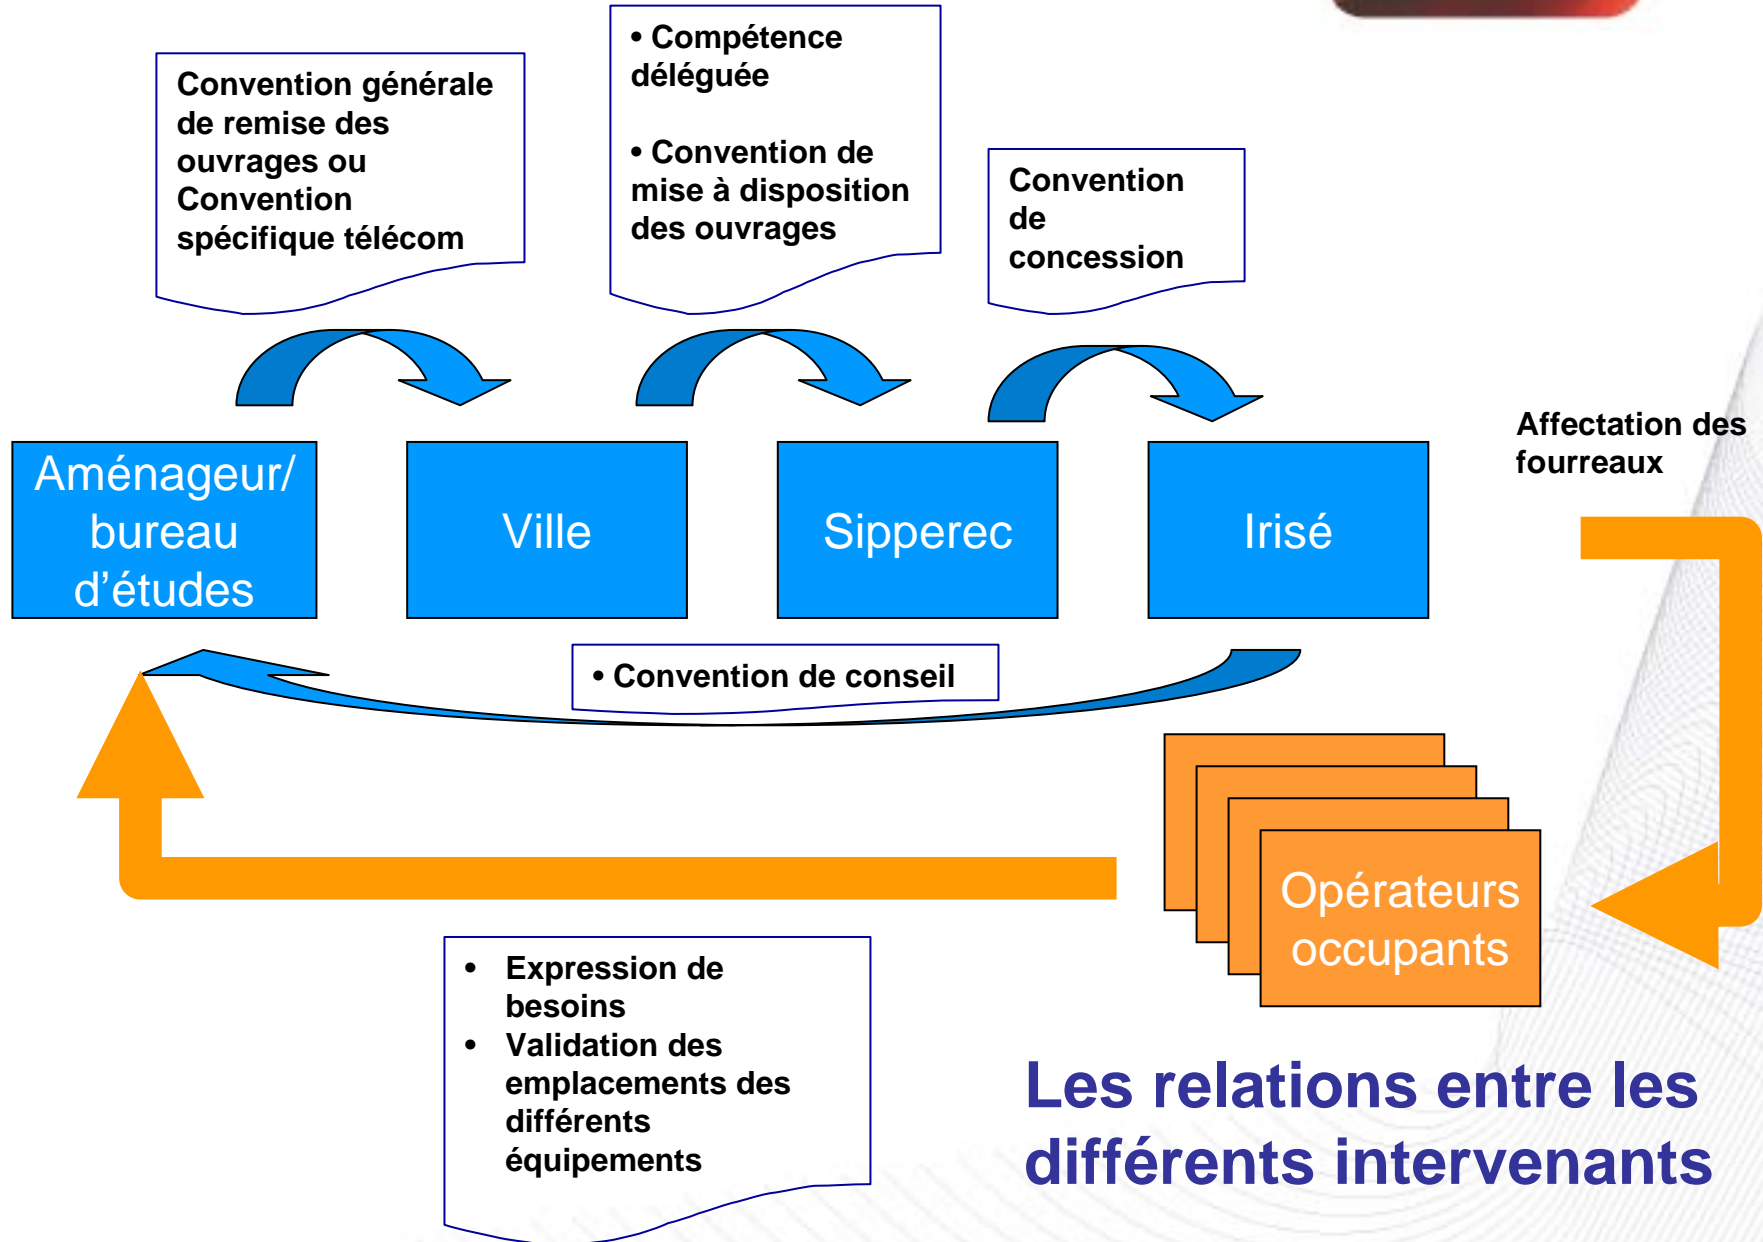 Convention générale
de remise des
ouvrages ou
Convention
spécifique télécom
• Compétence
déléguée
• Convention de
mise à disposition
des ouvrages
Convention
de
concession
Aménageur/
bureau
d’études
Ville
Sipperec
Irisé
Affectation des
fourreaux
• Convention de conseil
Opérateurs
occupants
• Expression de
besoins
• Validation des
emplacements des
différents
équipements
Les relations entre les
différents intervenants